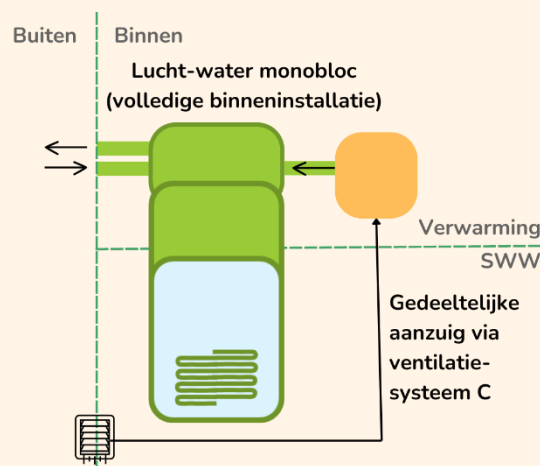 Buiten
Binnen
Lucht-water monobloc
(volledige binneninstallatie)
Verwarming
SWW
Gedeeltelijke
aanzuig via
ventilatie-
systeem C